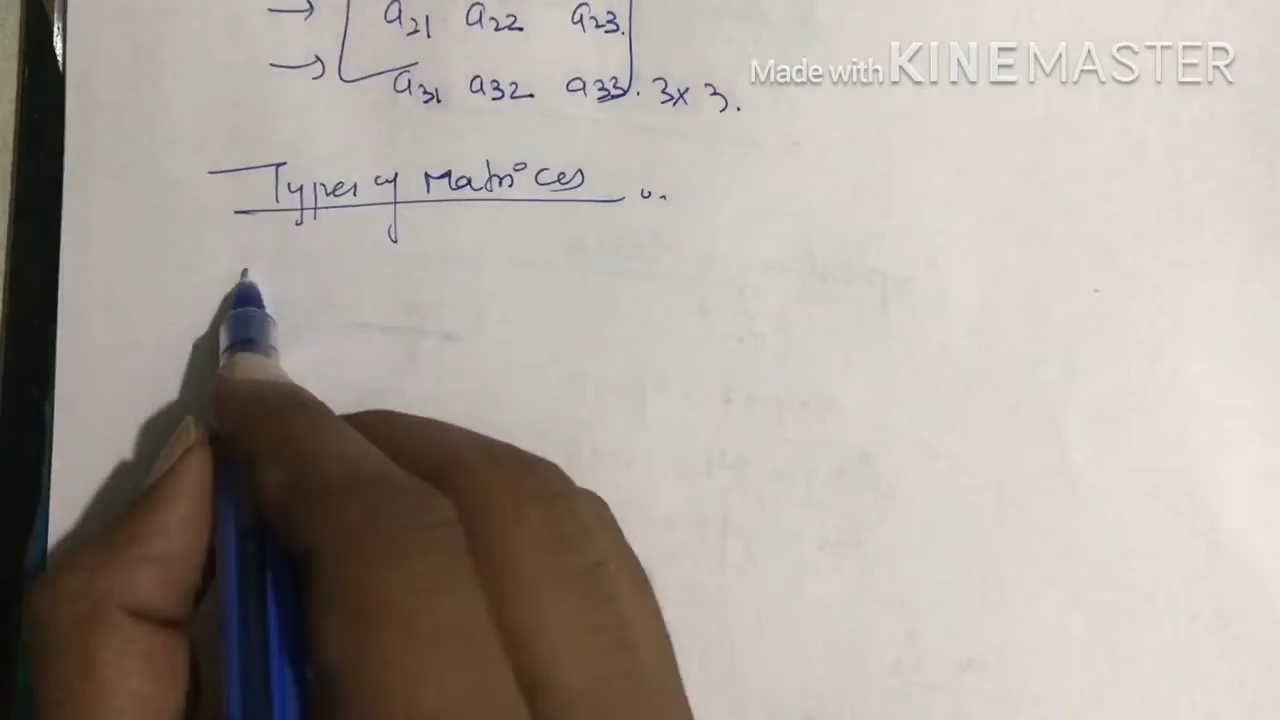 → a21 a22 a23.
→ a31 a32 a33. 3x3.
Made with KINEMASTER
Types of Matrices